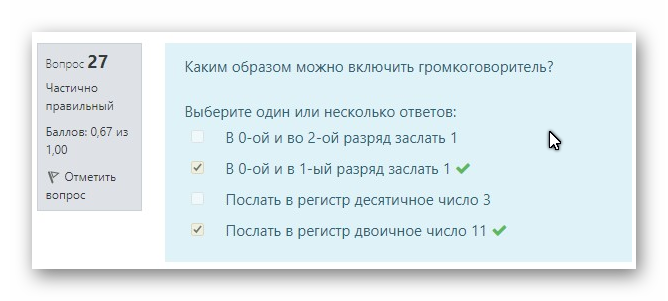 Вопрос 27
Частично
правильный
Баллов: 0,67 из
1,00
Отметить
вопрос
Каким образом можно включить громкоговоритель?
Выберите один или несколько ответов:
В 0-ой и во 2-ой разряд заслать 1
В 0-ой и в 1-ый разряд заслать 1
Послать в регистр десятичное число 3
Послать в регистр двоичное число 11